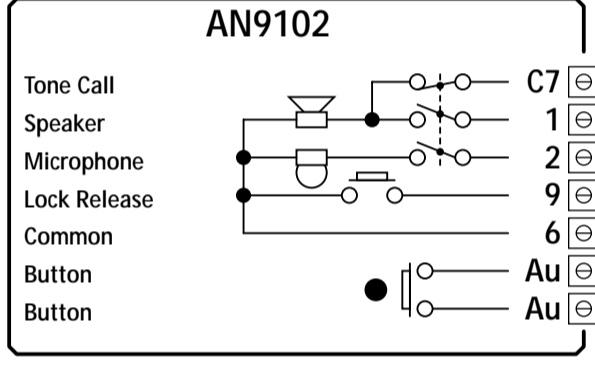 AN9102
Tone Call C7
Speaker 1
Microphone 2
Lock Release 9
Common 6
Button Au
Button Au